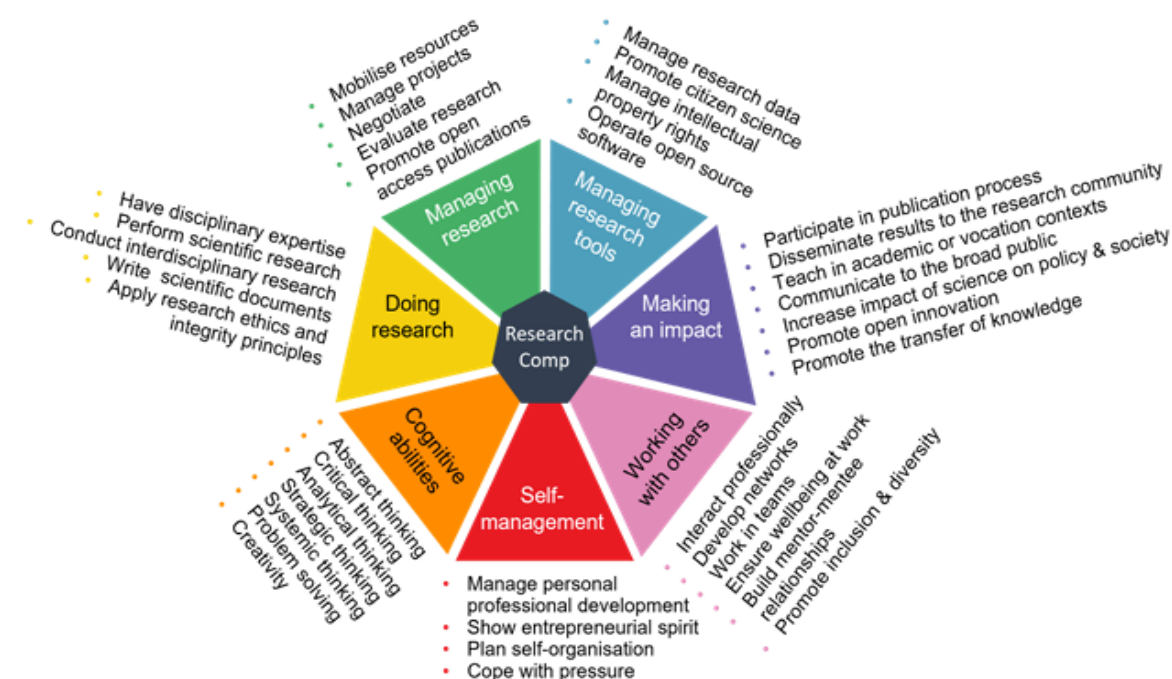 Mobilise resources
Manage projects
Negotiate
Evaluate research
Promote open
access publications
Managing
research
Manage research data
Promote citizen science
Manage intellectual
property rights
Operate open source
software
Managing
research
tools
Participate in publication process
Disseminate results to the research community
Teach in academic or vocation contexts
Communicate to the broad public
Increase impact of science on policy & society
Promote open innovation
Promote the transfer of knowledge
Making
an impact
Have disciplinary expertise
Perform scientific research
Conduct interdisciplinary research
Write scientific documents
Apply research ethics and
integrity principles
Doing
research
Research
Comp
Cognitive
abilities
Abstract thinking
Critical thinking
Analytical thinking
Strategic thinking
Systemic thinking
Problem solving
Creativity
Self-
management
Manage personal
professional development
Show entrepreneurial spirit
Plan self-organisation
Cope with pressure
Working
with others
Interact professionally
Develop networks
Work in teams
Ensure wellbeing at work
Build mentor-mentee
relationships
Promote inclusion & diversity